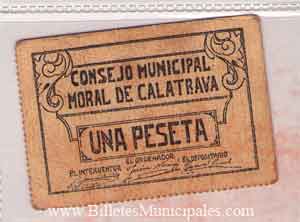 CONSEJO MUNICIPAL
MORAL DE CALATRAVA
UNA PESETA
EL INTERVENTOR EL ORDENADOR EL DEPOSITARIO
www.BilletesMunicipales.com